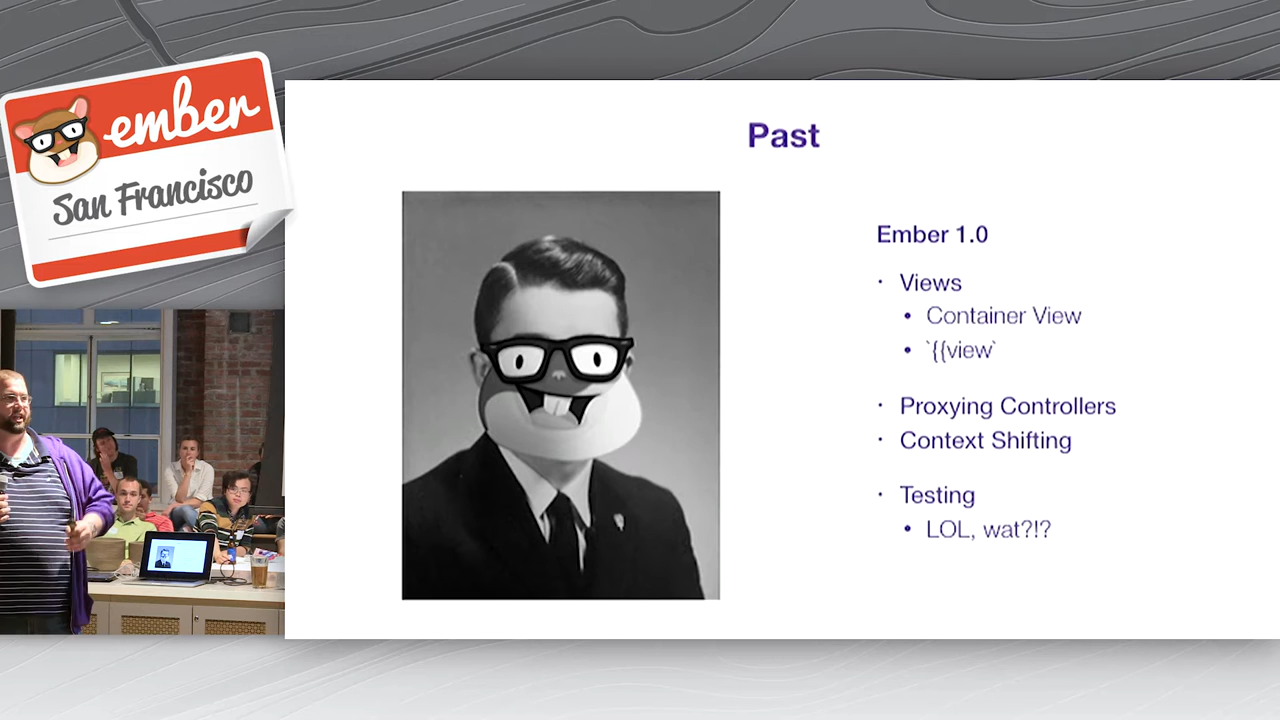 ember
San Francisco
Past
Ember 1.0
· Views
• Container View
• `{{view`
· Proxying Controllers
· Context Shifting
· Testing
• LOL, wat?!?